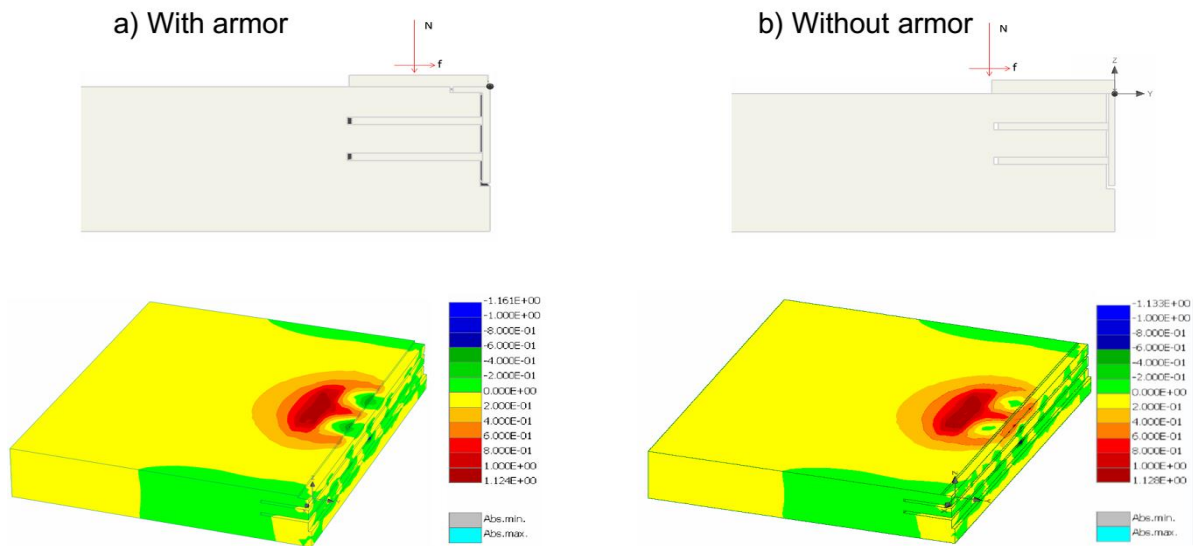 a) With armor
b) Without armor
N
f
N
f
Z
Y
-1.161E+00
-1.000E+00
-8.000E-01
-6.000E-01
-4.000E-01
-2.000E-01
0.000E+00
2.000E-01
4.000E-01
6.000E-01
8.000E-01
1.000E+00
1.124E+00
Abs.min.
Abs.max.
-1.133E+00
-1.000E+00
-8.000E-01
-6.000E-01
-4.000E-01
-2.000E-01
0.000E+00
2.000E-01
4.000E-01
6.000E-01
8.000E-01
1.000E+00
1.128E+00
Abs.min.
Abs.max.